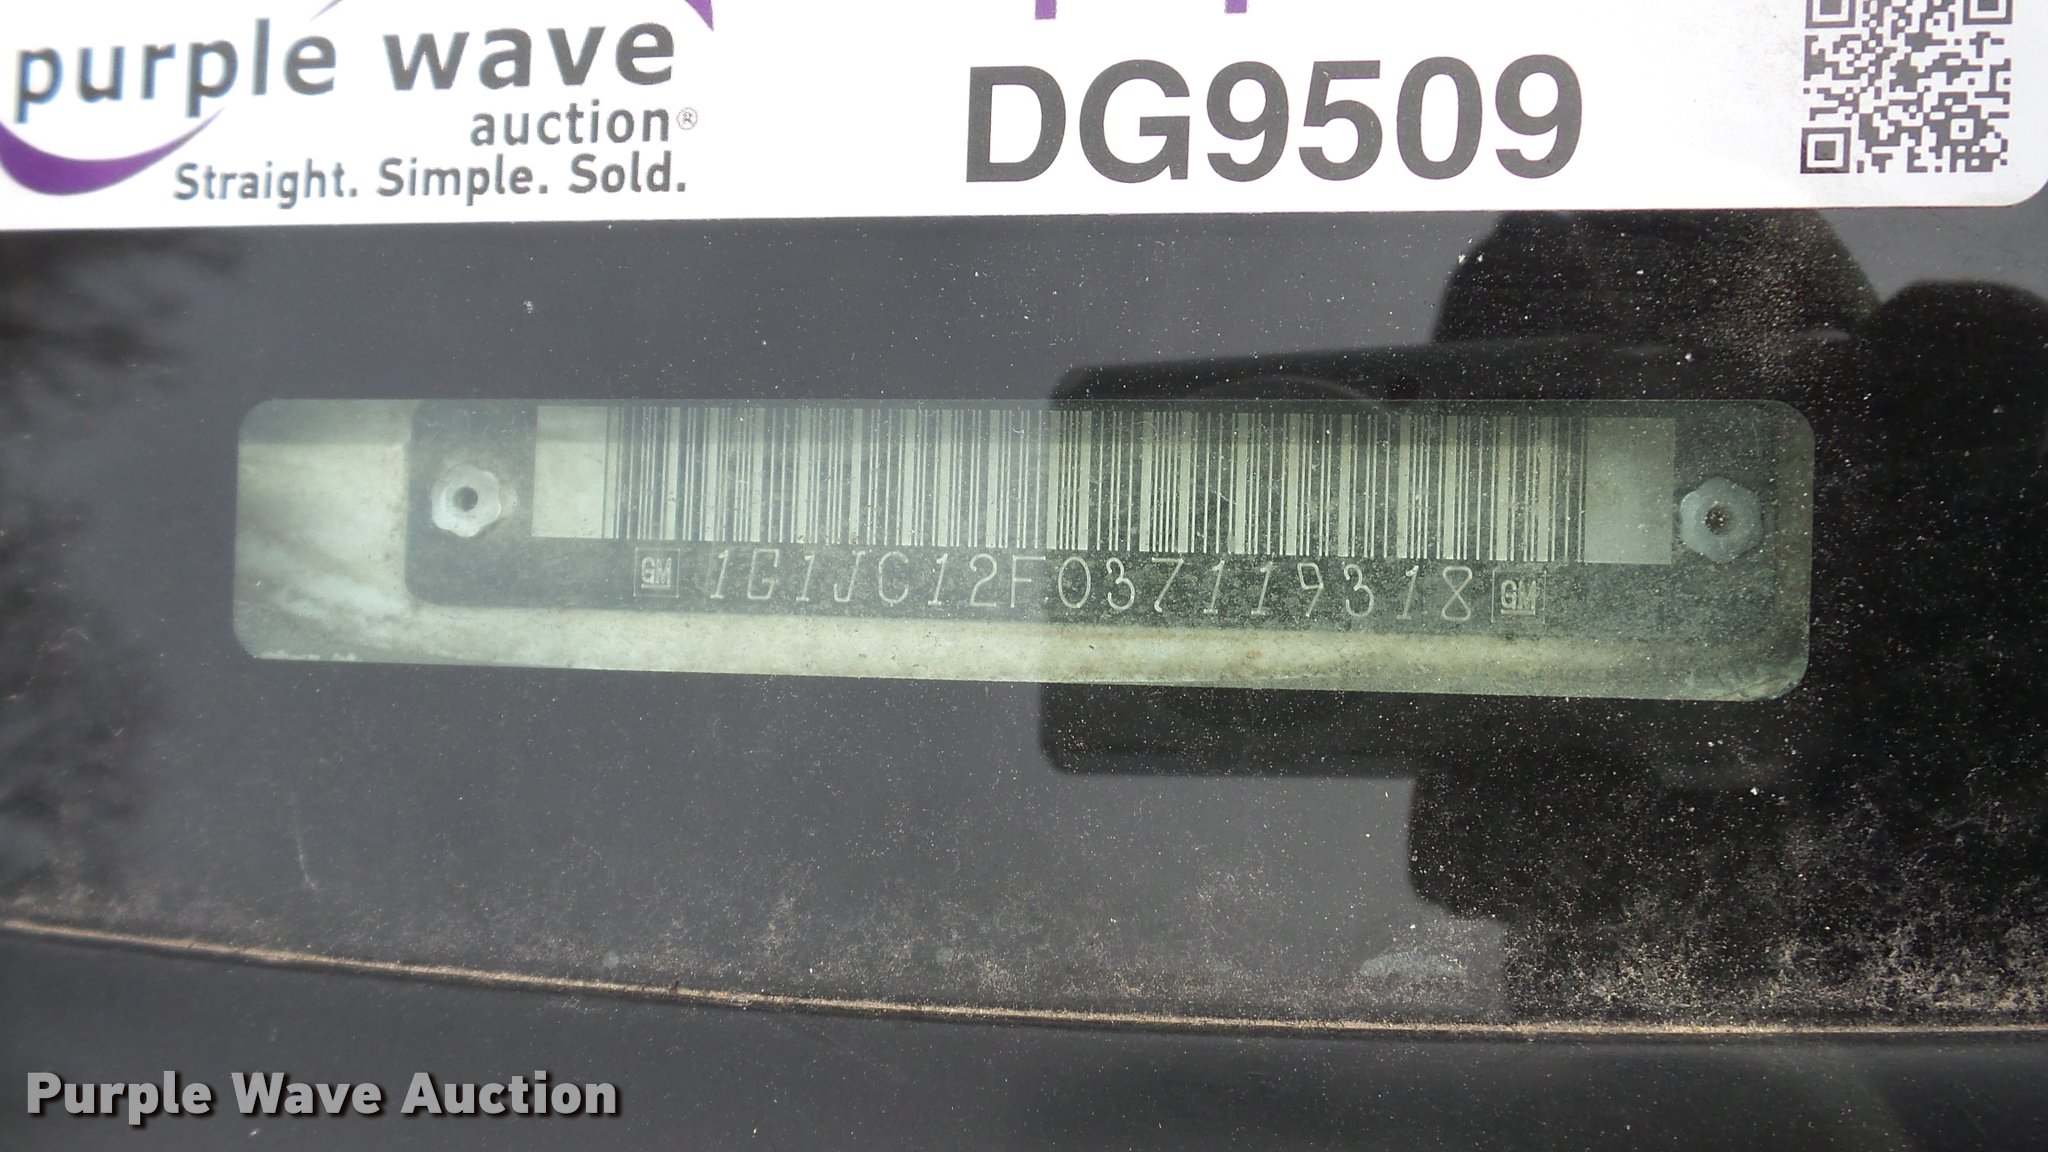 purple wave
auction®
Straight. Simple. Sold.
DG9509
GM 1G1JC12F037119318 GM
Purple Wave Auction